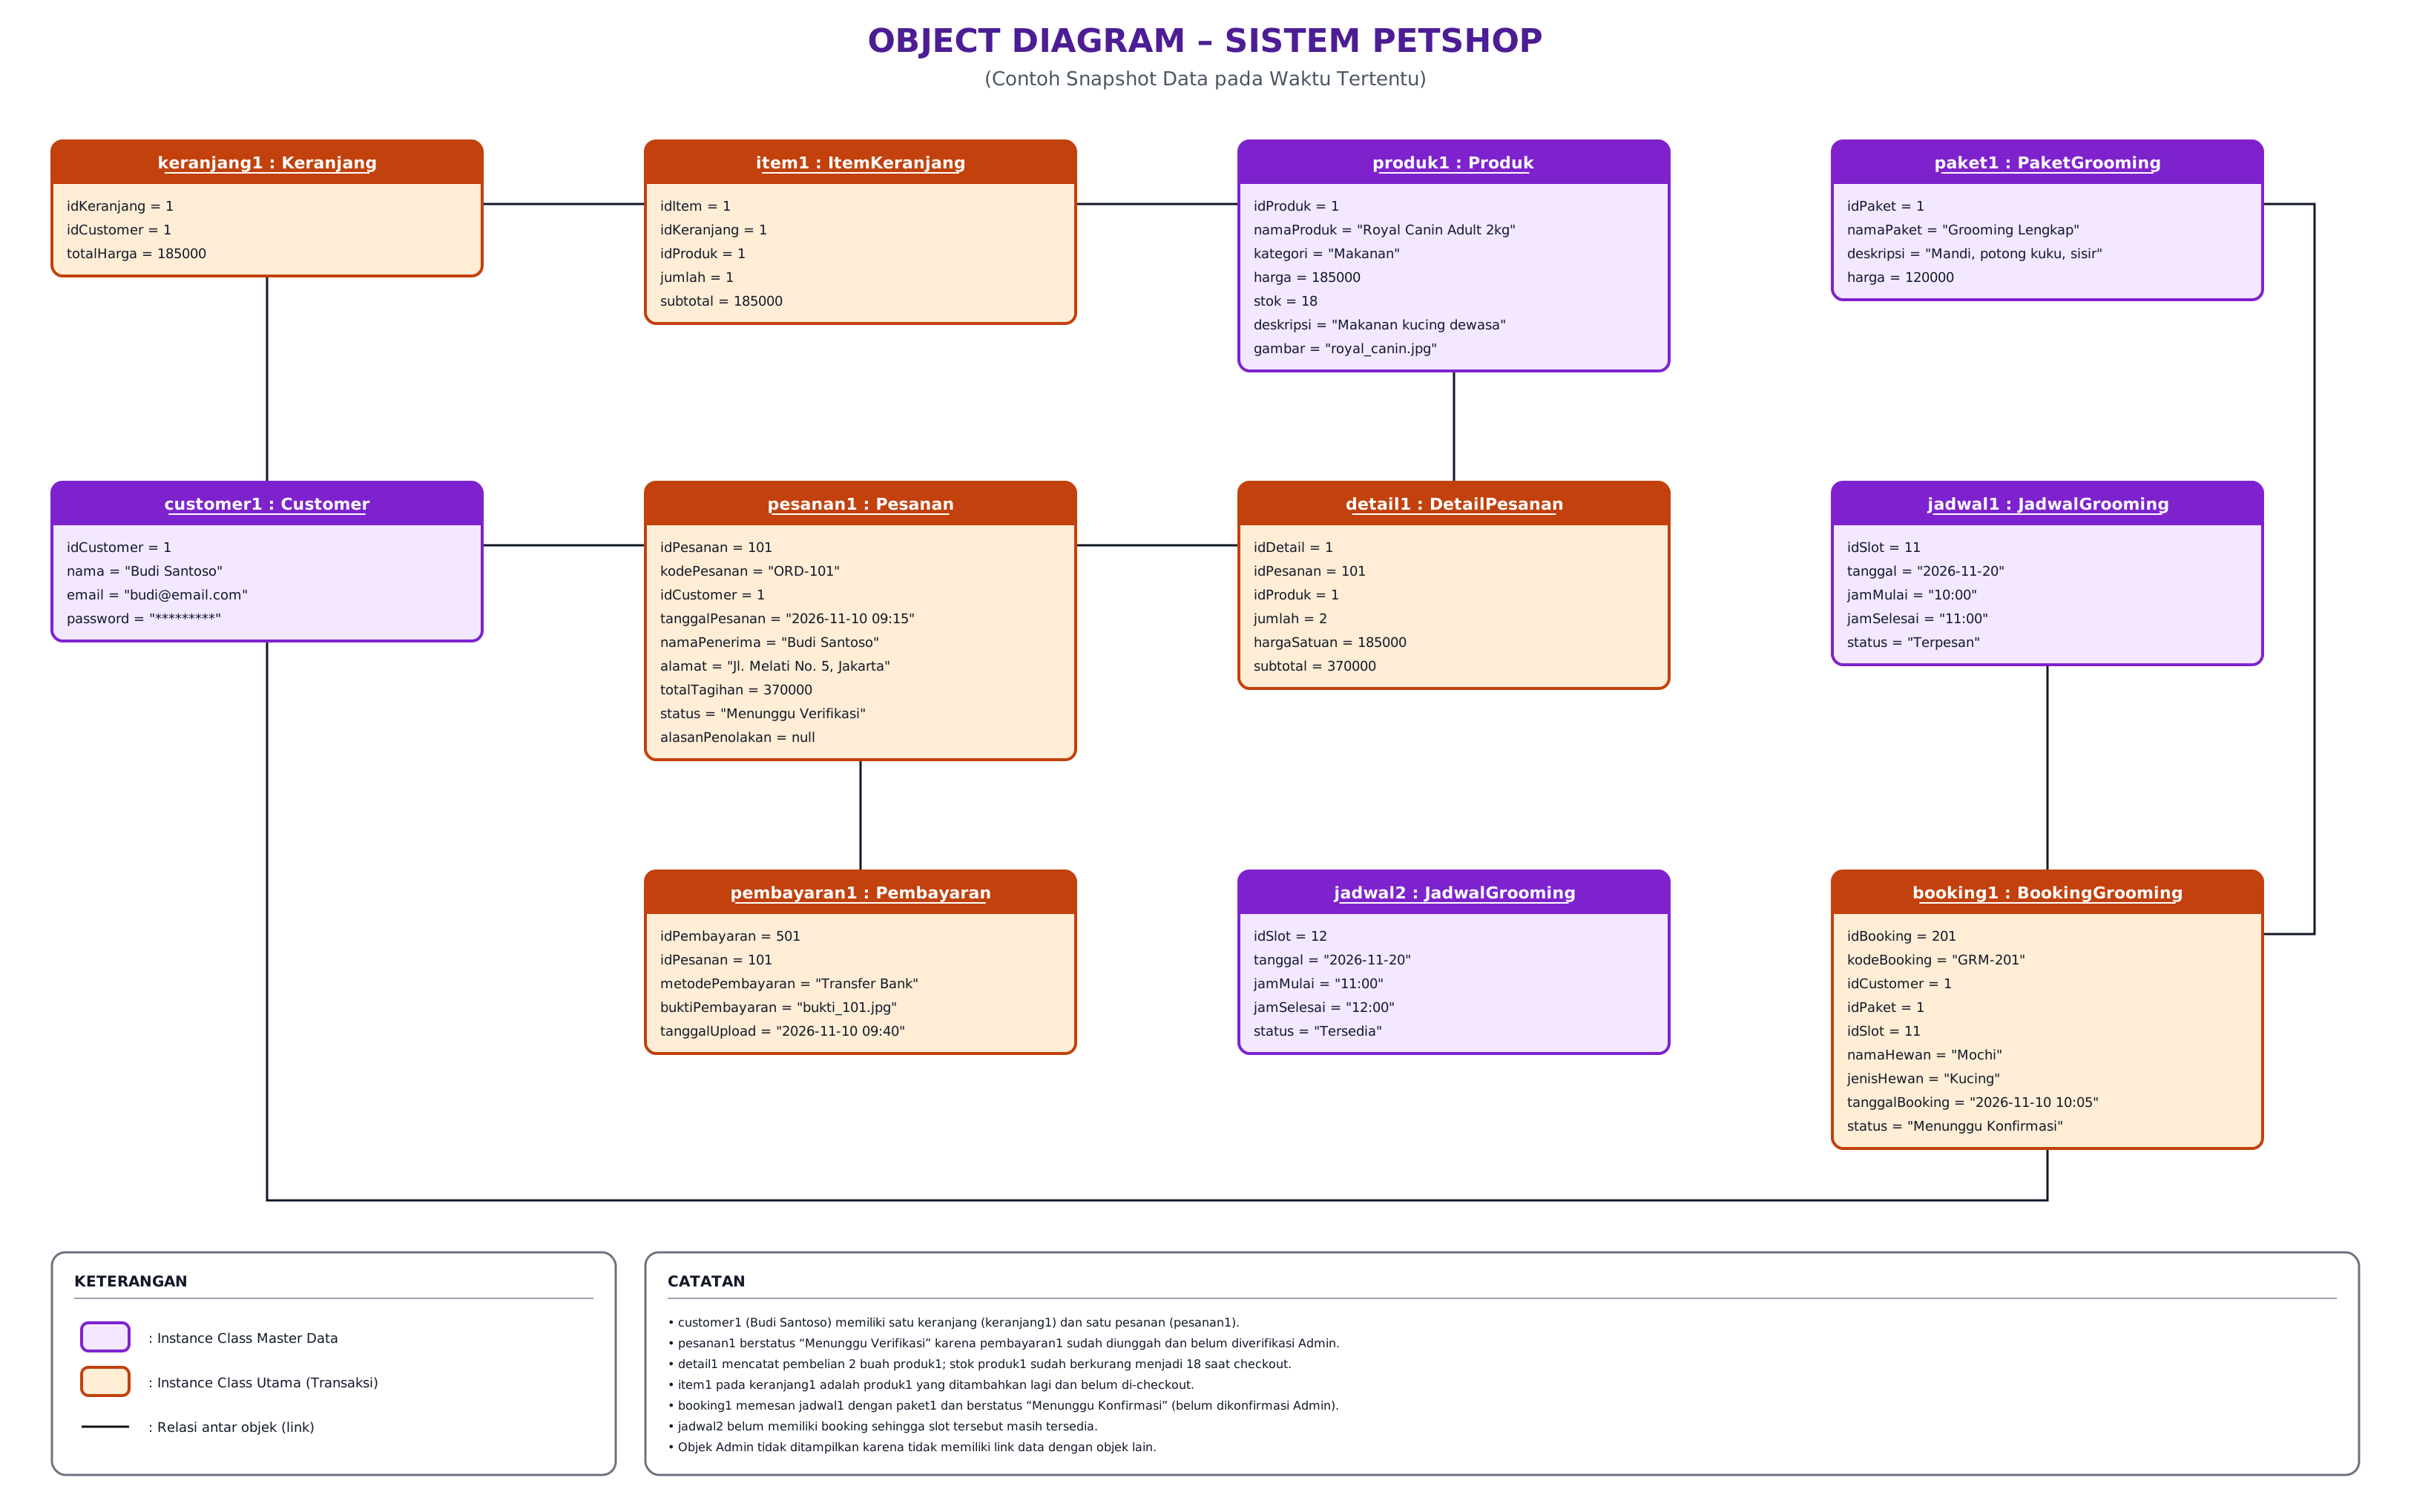 OBJECT DIAGRAM – SISTEM PETSHOP
(Contoh Snapshot Data pada Waktu Tertentu)
keranjang1 : Keranjang
idKeranjang = 1
idCustomer = 1
totalHarga = 185000
item1 : ItemKeranjang
idItem = 1
idKeranjang = 1
idProduk = 1
jumlah = 1
subtotal = 185000
produk1 : Produk
idProduk = 1
namaProduk = "Royal Canin Adult 2kg"
kategori = "Makanan"
harga = 185000
stok = 18
deskripsi = "Makanan kucing dewasa"
gambar = "royal_canin.jpg"
paket1 : PaketGrooming
idPaket = 1
namaPaket = "Grooming Lengkap"
deskripsi = "Mandi, potong kuku, sisir"
harga = 120000
customer1 : Customer
idCustomer = 1
nama = "Budi Santoso"
email = "budi@email.com"
password = "*********"
pesanan1 : Pesanan
idPesanan = 101
kodePesanan = "ORD-101"
idCustomer = 1
tanggalPesanan = "2026-11-10 09:15"
namaPenerima = "Budi Santoso"
alamat = "Jl. Melati No. 5, Jakarta"
totalTagihan = 370000
status = "Menunggu Verifikasi"
alasanPenolakan = null
detail1 : DetailPesanan
idDetail = 1
idPesanan = 101
idProduk = 1
jumlah = 2
hargaSatuan = 185000
subtotal = 370000
jadwal1 : JadwalGrooming
idSlot = 11
tanggal = "2026-11-20"
jamMulai = "10:00"
jamSelesai = "11:00"
status = "Terpesan"
pembayaran1 : Pembayaran
idPembayaran = 501
idPesanan = 101
metodePembayaran = "Transfer Bank"
buktiPembayaran = "bukti_101.jpg"
tanggalUpload = "2026-11-10 09:40"
jadwal2 : JadwalGrooming
idSlot = 12
tanggal = "2026-11-20"
jamMulai = "11:00"
jamSelesai = "12:00"
status = "Tersedia"
booking1 : BookingGrooming
idBooking = 201
kodeBooking = "GRM-201"
idCustomer = 1
idPaket = 1
idSlot = 11
namaHewan = "Mochi"
jenisHewan = "Kucing"
tanggalBooking = "2026-11-10 10:05"
status = "Menunggu Konfirmasi"
KETERANGAN
: Instance Class Master Data
: Instance Class Utama (Transaksi)
: Relasi antar objek (link)
CATATAN
• customer1 (Budi Santoso) memiliki satu keranjang (keranjang1) dan satu pesanan (pesanan1).
• pesanan1 berstatus “Menunggu Verifikasi” karena pembayaran1 sudah diunggah dan belum diverifikasi Admin.
• detail1 mencatat pembelian 2 buah produk1; stok produk1 sudah berkurang menjadi 18 saat checkout.
• item1 pada keranjang1 adalah produk1 yang ditambahkan lagi dan belum di-checkout.
• booking1 memesan jadwal1 dengan paket1 dan berstatus “Menunggu Konfirmasi” (belum dikonfirmasi Admin).
• jadwal2 belum memiliki booking sehingga slot tersebut masih tersedia.
• Objek Admin tidak ditampilkan karena tidak memiliki link data dengan objek lain.